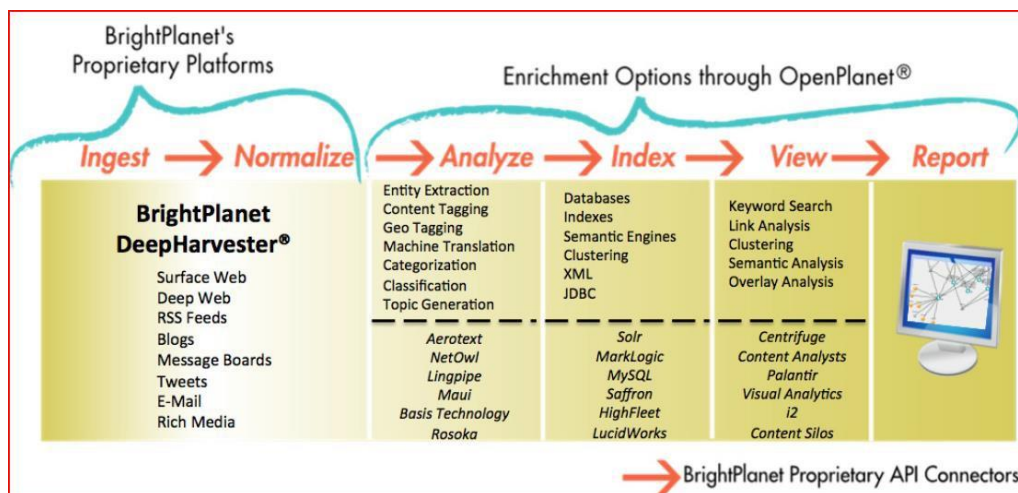 BrightPlanet's
Proprietary Platforms
Enrichment Options through OpenPlanet®
Ingest
Normalize
Analyze
Index
View
Report
BrightPlanet
DeepHarvester®
Surface Web
Deep Web
RSS Feeds
Blogs
Message Boards
Tweets
E-Mail
Rich Media
Entity Extraction
Content Tagging
Geo Tagging
Machine Translation
Categorization
Classification
Topic Generation
Aerotext
NetOwl
Lingpipe
Maui
Basis Technology
Rosoka
Databases
Indexes
Semantic Engines
Clustering
XML
JDBC
Solr
MarkLogic
MySQL
Saffron
HighFleet
LucidWorks
Keyword Search
Link Analysis
Clustering
Semantic Analysis
Overlay Analysis
Centrifuge
Content Analysts
Palantir
Visual Analytics
i2
Content Silos
BrightPlanet Proprietary API Connectors